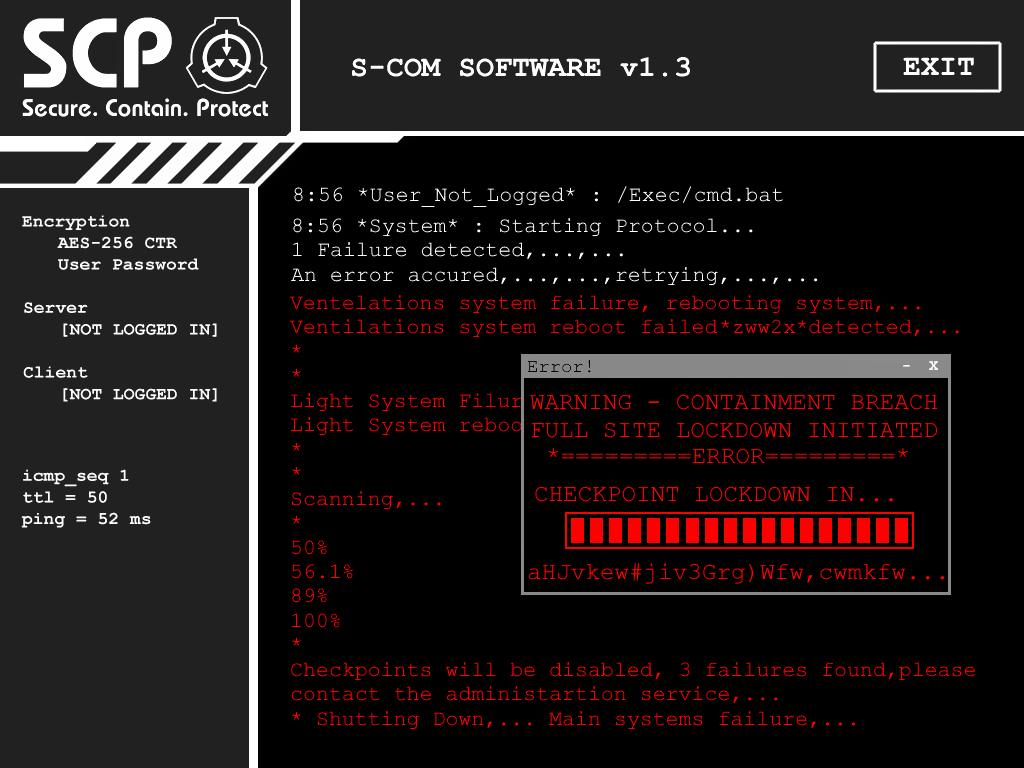 SCP
Secure. Contain. Protect
S-COM SOFTWARE v1.3
EXIT
Encryption
AES-256 CTR
User Password
Server
[NOT LOGGED IN]
Client
[NOT LOGGED IN]
icmp_seq 1
ttl = 50
ping = 52 ms
8:56 *User_Not_Logged* : /Exec/cmd.bat
8:56 *System* : Starting Protocol...
1 Failure detected,...,...
An error accured,...,...,retrying,...,...
Ventelations system failure, rebooting system,...
Ventilations system reboot failed*zww2x*detected,...
*
*
Light System Filur
Light System reboo
*
*
Scanning,...
*
50%
56.1%
89%
100%
*
Checkpoints will be disabled, 3 failures found,please
contact the administartion service,...
* Shutting Down,... Main systems failure,...
Error! - x
WARNING - CONTAINMENT BREACH
FULL SITE LOCKDOWN INITIATED
*=========ERROR=========*
CHECKPOINT LOCKDOWN IN...
aHJvkew#jiv3Grg)Wfw,cwmkfw...